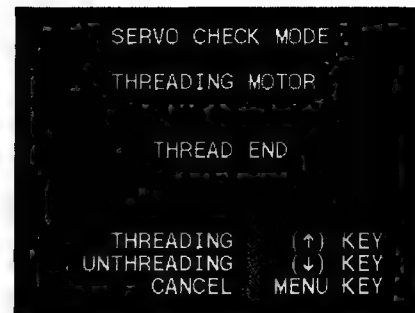 SERVO CHECK MODE
THREADING MOTOR
THREAD END
THREADING (↑) KEY
UNTHREADING (↓) KEY
CANCEL MENU KEY